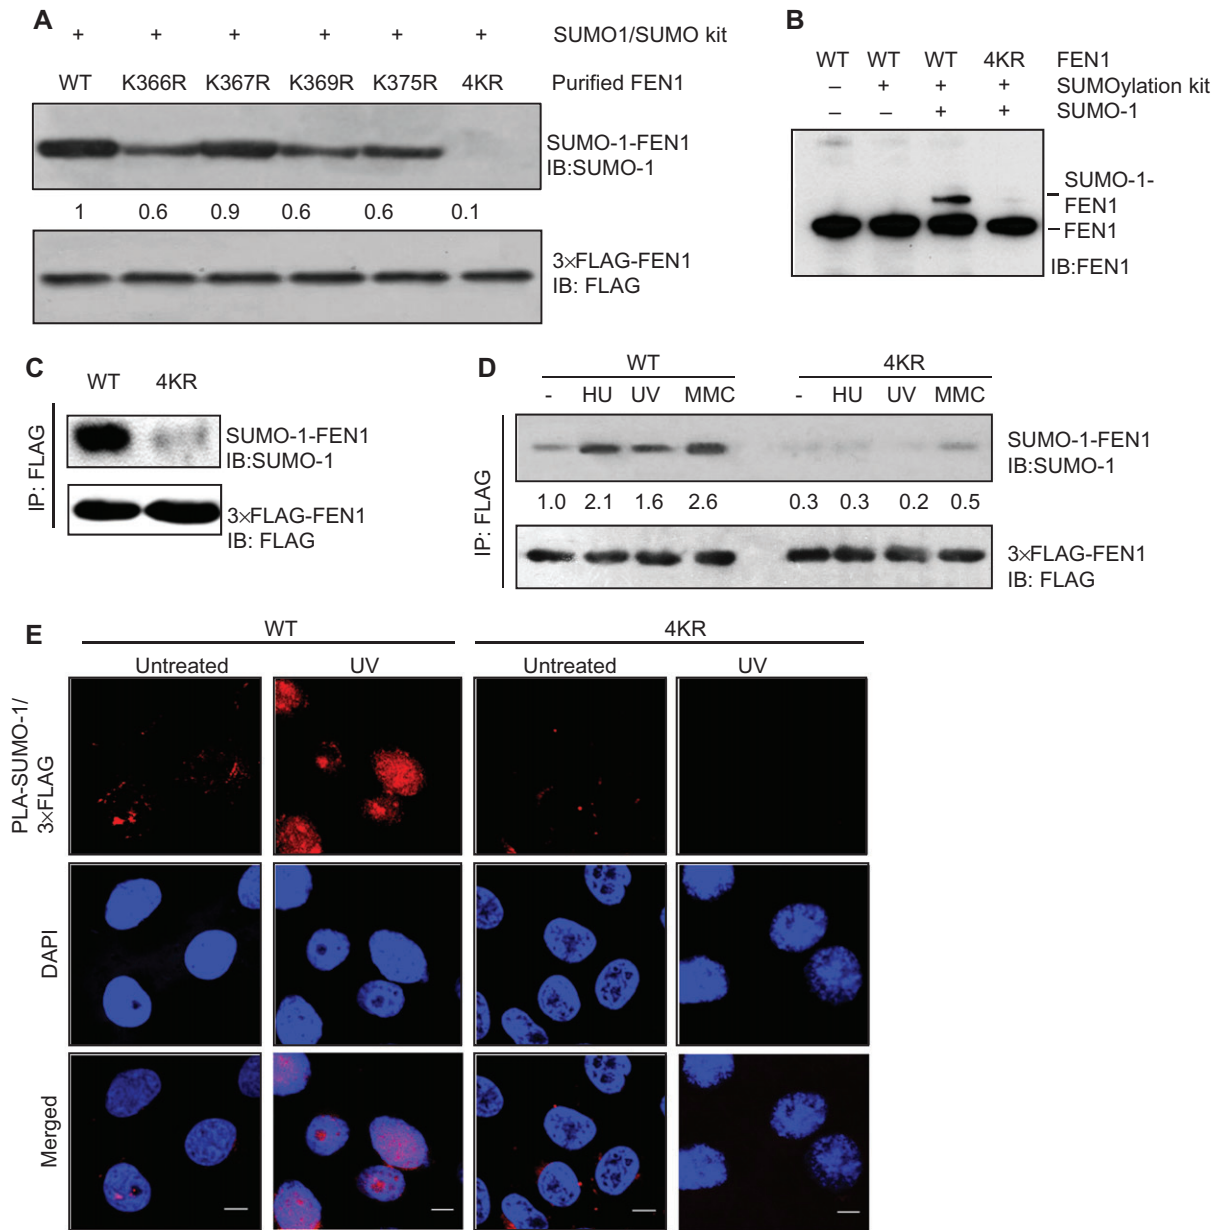 A
+ + + + + + SUMO1/SUMO kit
WT K366R K367R K369R K375R 4KR Purified FEN1
SUMO-1-FEN1
IB:SUMO-1
1 0.6 0.9 0.6 0.6 0.1
3×FLAG-FEN1
IB: FLAG
B
WT WT WT 4KR FEN1
– + + + SUMOylation kit
– – + + SUMO-1
SUMO-1-
FEN1
FEN1
IB:FEN1
C
WT 4KR
IP: FLAG
SUMO-1-FEN1
IB:SUMO-1
3×FLAG-FEN1
IB: FLAG
D
WT 4KR
- HU UV MMC - HU UV MMC
IP: FLAG
SUMO-1-FEN1
IB:SUMO-1
1.0 2.1 1.6 2.6 0.3 0.3 0.2 0.5
3×FLAG-FEN1
IB: FLAG
E
WT 4KR
Untreated UV Untreated UV
PLA-SUMO-1/
3×FLAG
DAPI
Merged